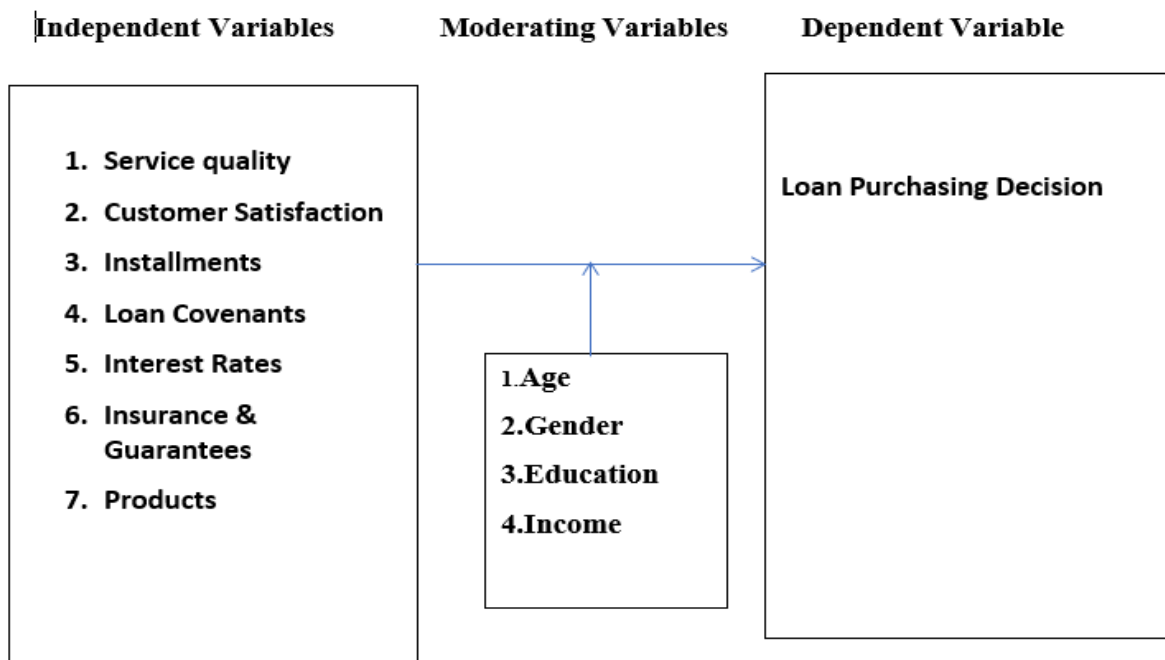 Independent Variables
Moderating Variables
Dependent Variable
1. Service quality
2. Customer Satisfaction
3. Installments
4. Loan Covenants
5. Interest Rates
6. Insurance &
Guarantees
7. Products
1.Age
2.Gender
3.Education
4.Income
Loan Purchasing Decision